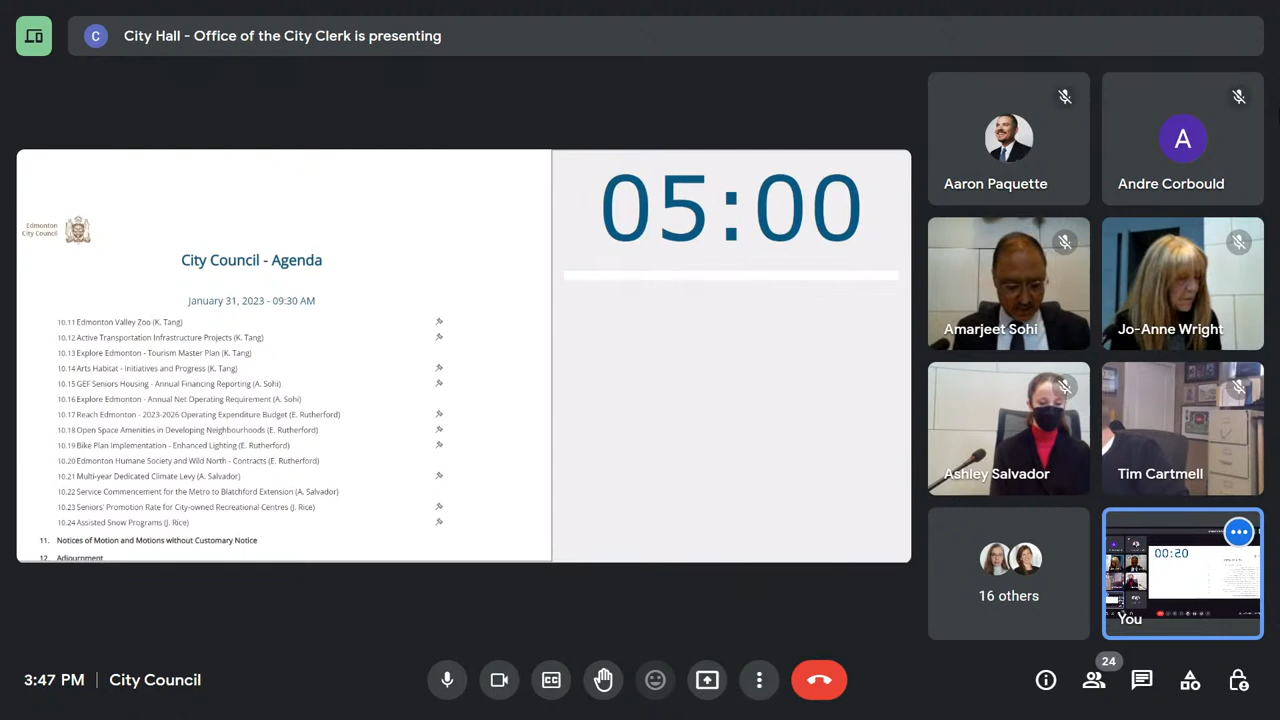 C
City Hall - Office of the City Clerk is presenting
Edmonton
City Council
City Council - Agenda
January 31, 2023 - 09:30 AM
10.11 Edmonton Valley Zoo (K. Tang)
10.12 Active Transportation Infrastructure Projects (K. Tang)
10.13 Explore Edmonton - Tourism Master Plan (K. Tang)
10.14 Arts Habitat - Initiatives and Progress (K. Tang)
10.15 GEF Seniors Housing - Annual Financing Reporting (A. Sohi)
10.16 Explore Edmonton - Annual Net Operating Requirement (A. Sohi)
10.17 Reach Edmonton - 2023-2026 Operating Expenditure Budget (E. Rutherford)
10.18 Open Space Amenities in Developing Neighbourhoods (E. Rutherford)
10.19 Bike Plan Implementation - Enhanced Lighting (E. Rutherford)
10.20 Edmonton Humane Society and Wild North - Contracts (E. Rutherford)
10.21 Multi-year Dedicated Climate Levy (A. Salvador)
10.22 Service Commencement for the Metro to Blatchford Extension (A. Salvador)
10.23 Seniors' Promotion Rate for City-owned Recreational Centres (J. Rice)
10.24 Assisted Snow Programs (J. Rice)
11. Notices of Motion and Motions without Customary Notice
12. Adjournment
05:00
Aaron Paquette
A
Andre Corbould
Amarjeet Sohi
Jo-Anne Wright
Ashley Salvador
Tim Cartmell
16 others
You
3:47 PM | City Council
CC
24